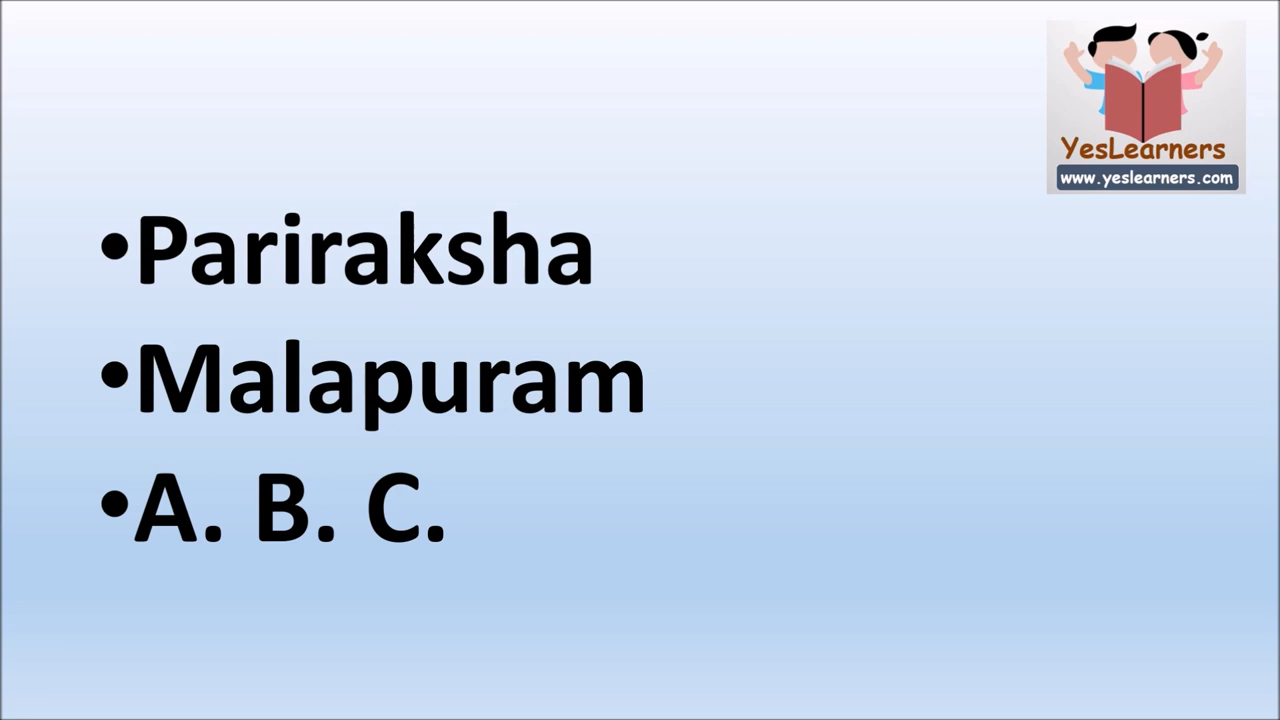 YesLearners
www.yeslearners.com
•Pariraksha
•Malapuram
•A. B. C.